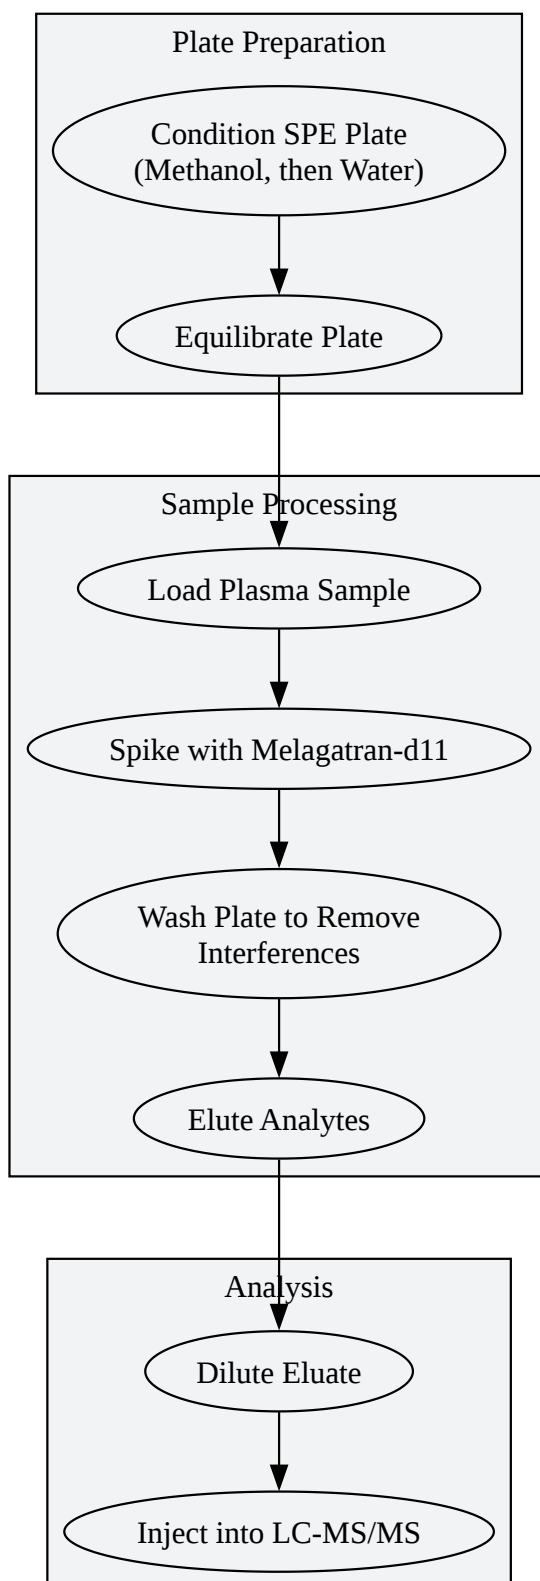 Plate Preparation
Condition SPE Plate
(Methanol, then Water)
Equilibrate Plate
Sample Processing
Load Plasma Sample
Spike with Melagatran-d11
Wash Plate to Remove
Interferences
Elute Analytes
Analysis
Dilute Eluate
Inject into LC-MS/MS